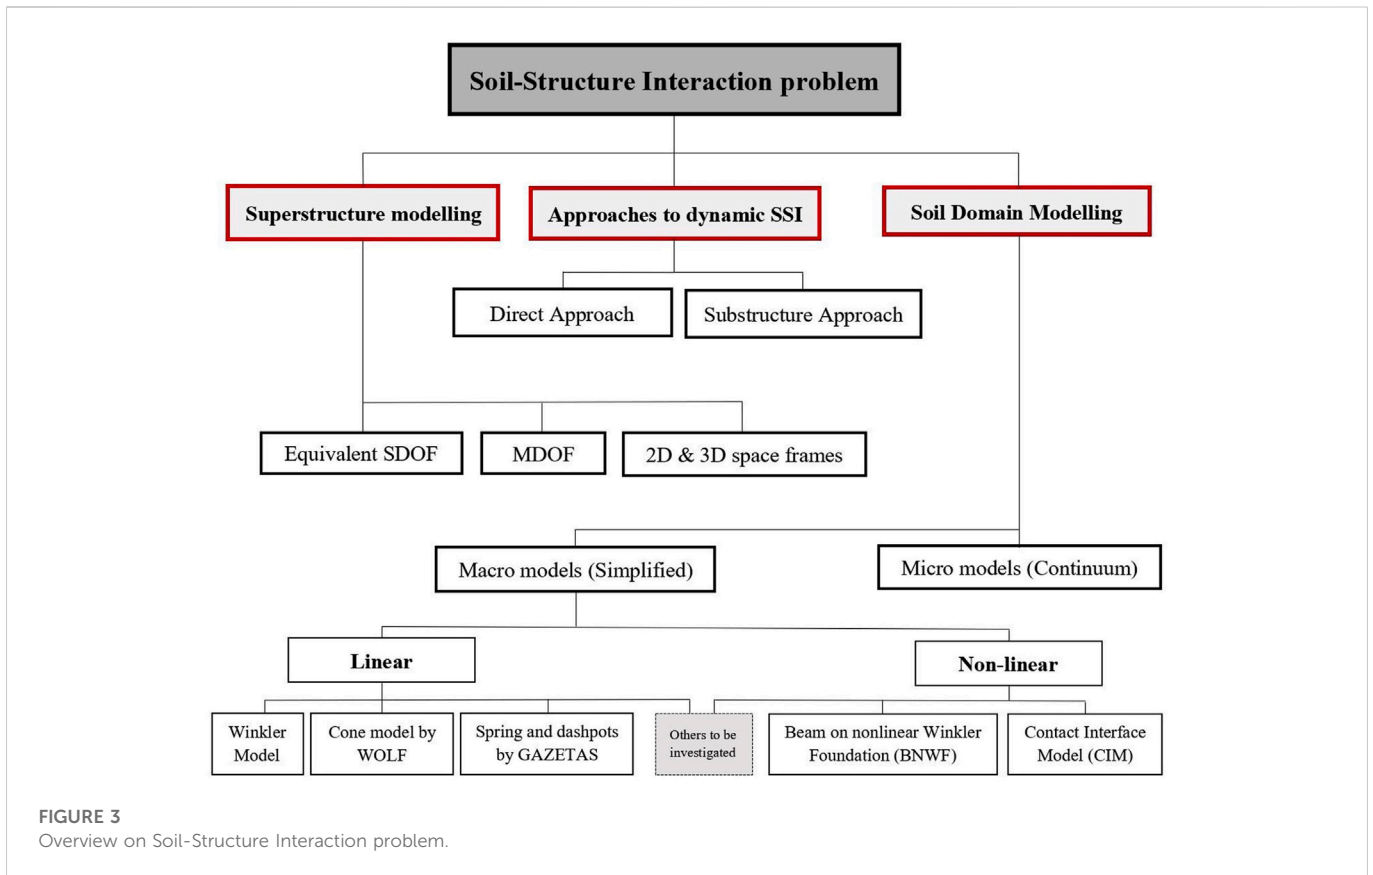 Soil-Structure Interaction problem
Superstructure modelling
Approaches to dynamic SSI
Soil Domain Modelling
Direct Approach
Substructure Approach
Equivalent SDOF
MDOF
2D & 3D space frames
Macro models (Simplified)
Micro models (Continuum)
Linear
Non-linear
Winkler
Model
Cone model by
WOLF
Spring and dashpots
by GAZETAS
Others to be
investigated
Beam on nonlinear Winkler
Foundation (BNWF)
Contact Interface
Model (CIM)
FIGURE 3
Overview on Soil-Structure Interaction problem.